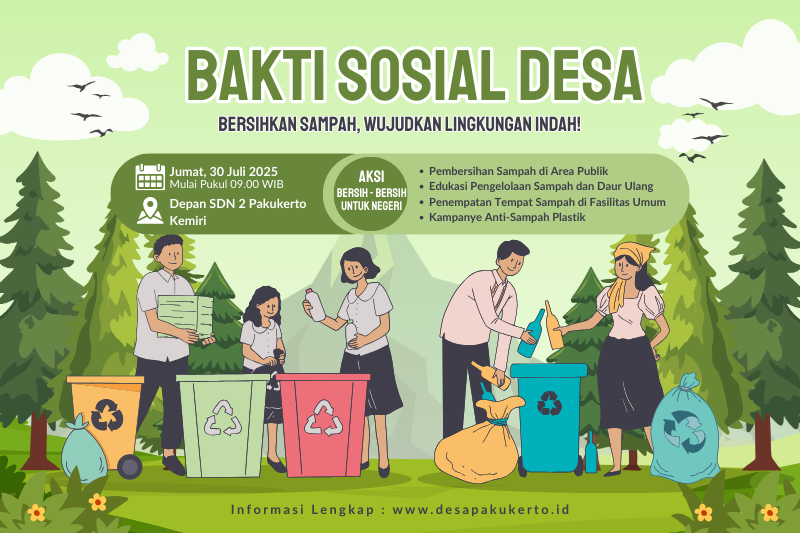 BAKTI SOSIAL DESA
BERSIHKAN SAMPAH, WUJUDKAN LINGKUNGAN INDAH!
Jumat, 30 Juli 2025
Mulai Pukul 09.00 WIB
Depan SDN 2 Pakukerto
Kemiri
AKSI
BERSIH - BERSIH
UNTUK NEGERI
• Pembersihan Sampah di Area Publik
• Edukasi Pengelolaan Sampah dan Daur Ulang
• Penempatan Tempat Sampah di Fasilitas Umum
• Kampanye Anti-Sampah Plastik
Informasi Lengkap : www.desapakukerto.id